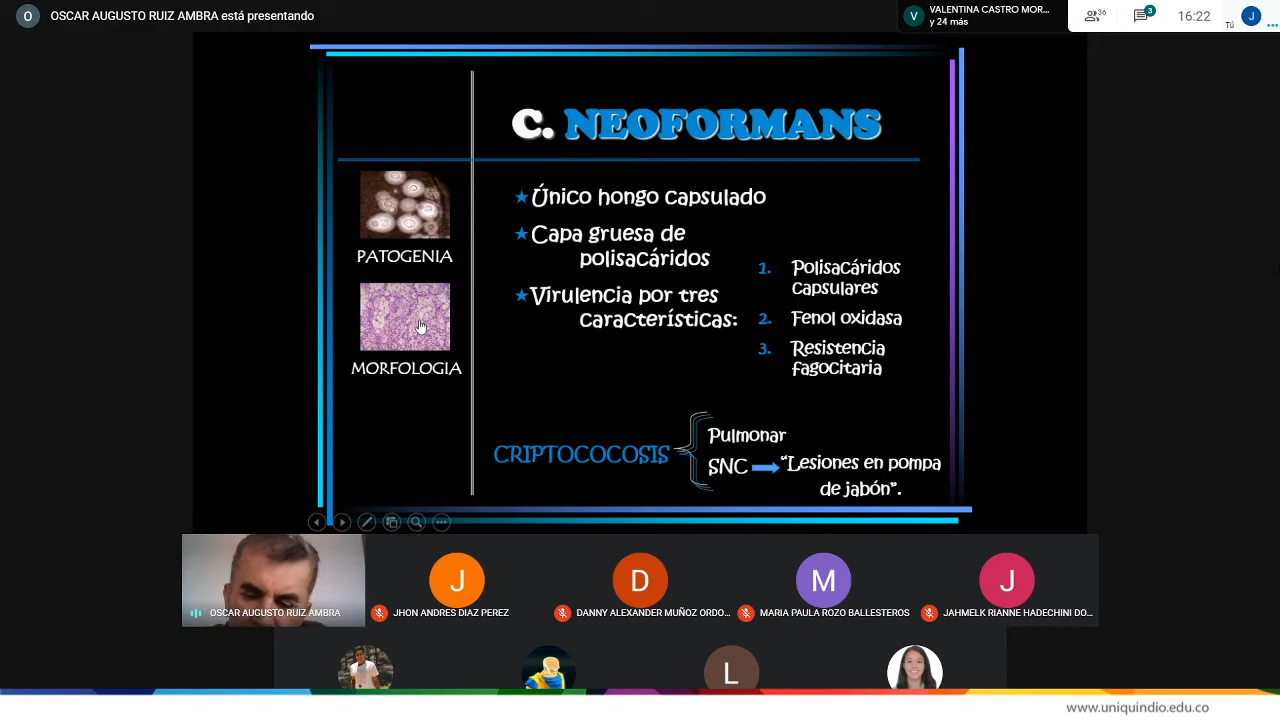 O OSCAR AUGUSTO RUIZ AMBRA está presentando
V VALENTINA CASTRO MOR...
y 24 más
36
3
16:22
Tú
J
C. NEOFORMANS
PATOGENIA
MORFOLOGIA
Único hongo capsulado
Capa gruesa de
polisacáridos
Virulencia por tres
características:
1. Polisacáridos
capsulares
2. Fenol oxidasa
3. Resistencia
fagocitaria
CRIPTOCOCOSIS
Pulmonar
SNC "Lesiones en pompa
de jabón".
J
D
M
J
OSCAR AUGUSTO RUIZ AMBRA
JHON ANDRES DIAZ PEREZ
DANNY ALEXANDER MUÑOZ ORDO...
MARIA PAULA ROZO BALLESTEROS
JAHMELK RIANNE HADECHINI DO...
L
www.uniquindio.edu.co